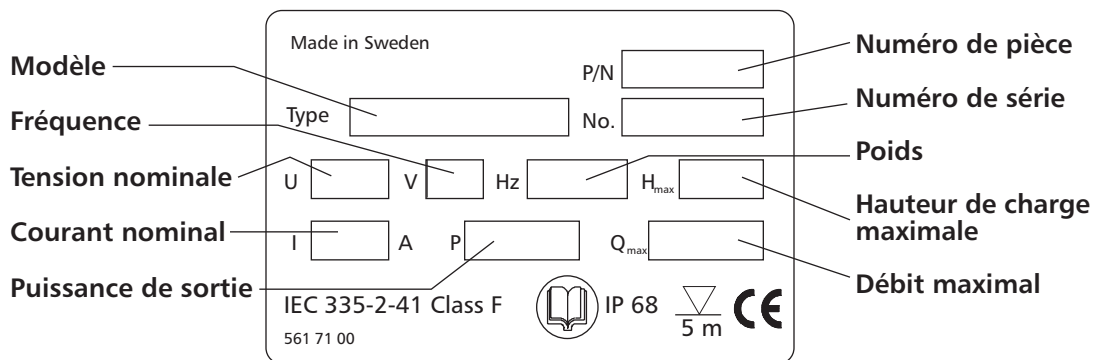 Made in Sweden
Modèle
P/N
Numéro de pièce
Type
No.
Numéro de série
Fréquence
Poids
Tension nominale
U
V
Hz
Hmax
Hauteur de charge
maximale
Courant nominal
I
A
P
Qmax
Débit maximal
Puissance de sortie
IEC 335-2-41 Class F
IP 68
5 m
CE
561 71 00